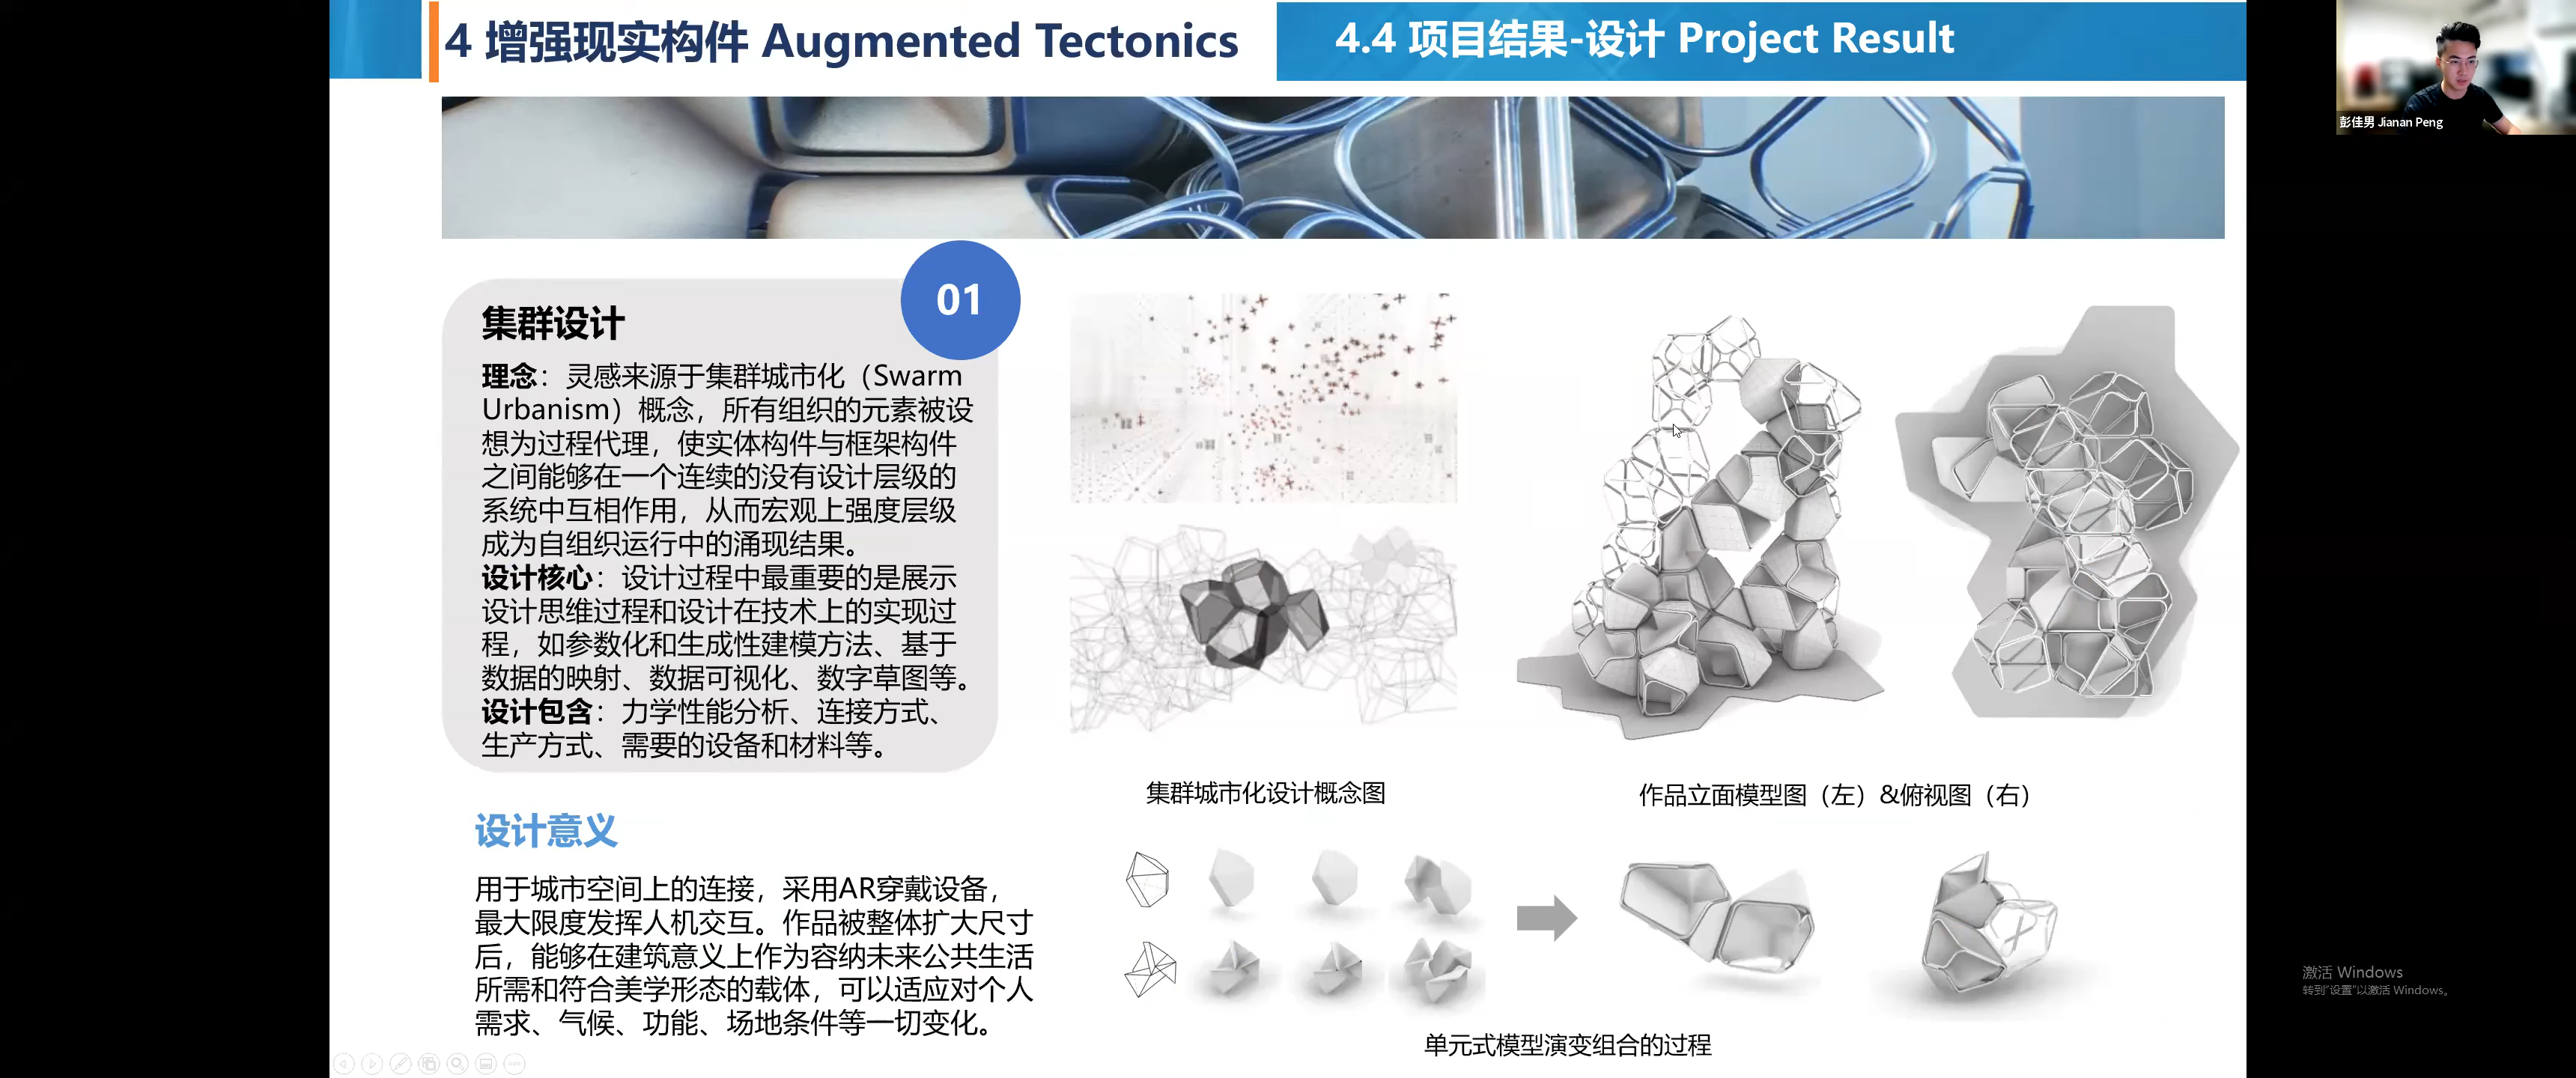 4 增强现实构件 Augmented Tectonics
4.4 项目结果-设计 Project Result
彭佳男 Jianan Peng
01
集群设计
理念：灵感来源于集群城市化（Swarm
Urbanism）概念，所有组织的元素被设
想为过程代理，使实体构件与框架构件
之间能够在一个连续的没有设计层级的
系统中互相作用，从而宏观上强度层级
成为自组织运行中的涌现结果。
设计核心：设计过程中最重要的是展示
设计思维过程和设计在技术上的实现过
程，如参数化和生成性建模方法、基于
数据的映射、数据可视化、数字草图等。
设计包含：力学性能分析、连接方式、
生产方式、需要的设备和材料等。
集群城市化设计概念图
作品立面模型图（左）&俯视图（右）
设计意义
用于城市空间上的连接，采用AR穿戴设备，
最大限度发挥人机交互。作品被整体扩大尺寸
后，能够在建筑意义上作为容纳未来公共生活
所需和符合美学形态的载体，可以适应对个人
需求、气候、功能、场地条件等一切变化。
单元式模型演变组合的过程
激活 Windows
转到"设置"以激活 Windows。